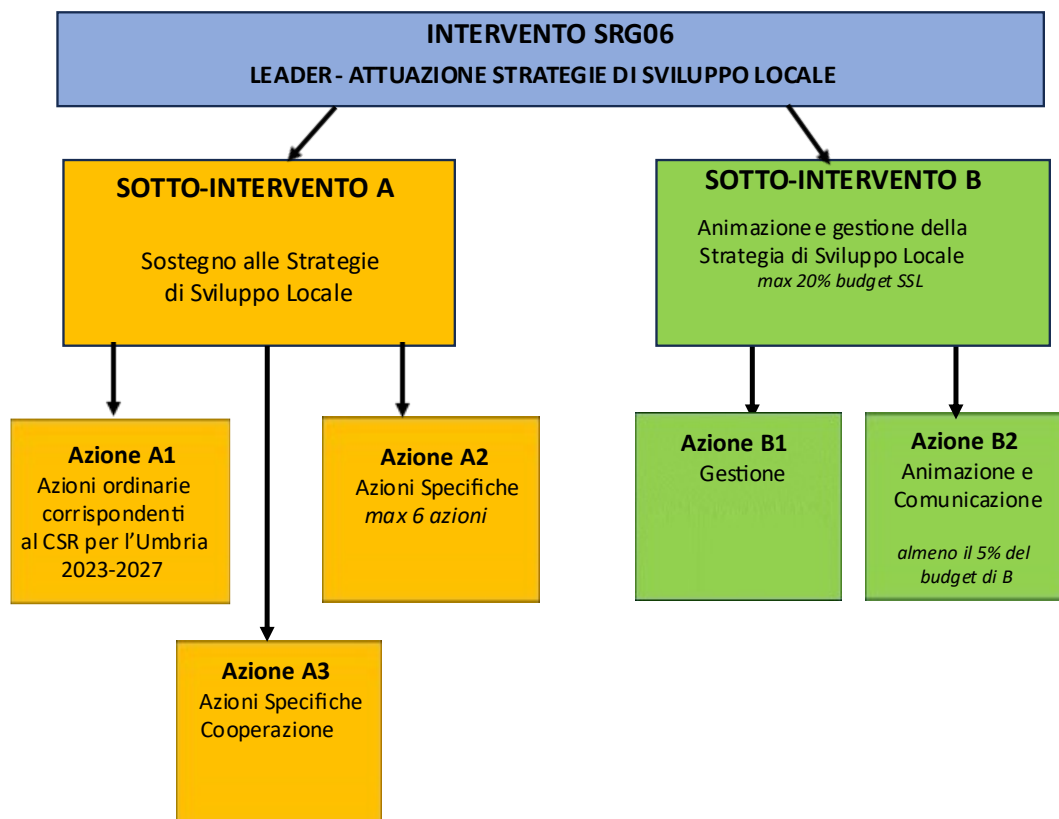 INTERVENTO SRG06
LEADER - ATTUAZIONE STRATEGIE DI SVILUPPO LOCALE
SOTTO-INTERVENTO A
Sostegno alle Strategie
di Sviluppo Locale
SOTTO-INTERVENTO B
Animazione e gestione della
Strategia di Sviluppo Locale
max 20% budget SSL
Azione A1
Azioni ordinarie
corrispondenti
al CSR per l'Umbria
2023-2027
Azione A2
Azioni Specifiche
max 6 azioni
Azione B1
Gestione
Azione B2
Animazione e
Comunicazione
almeno il 5% del
budget di B
Azione A3
Azioni Specifiche
Cooperazione